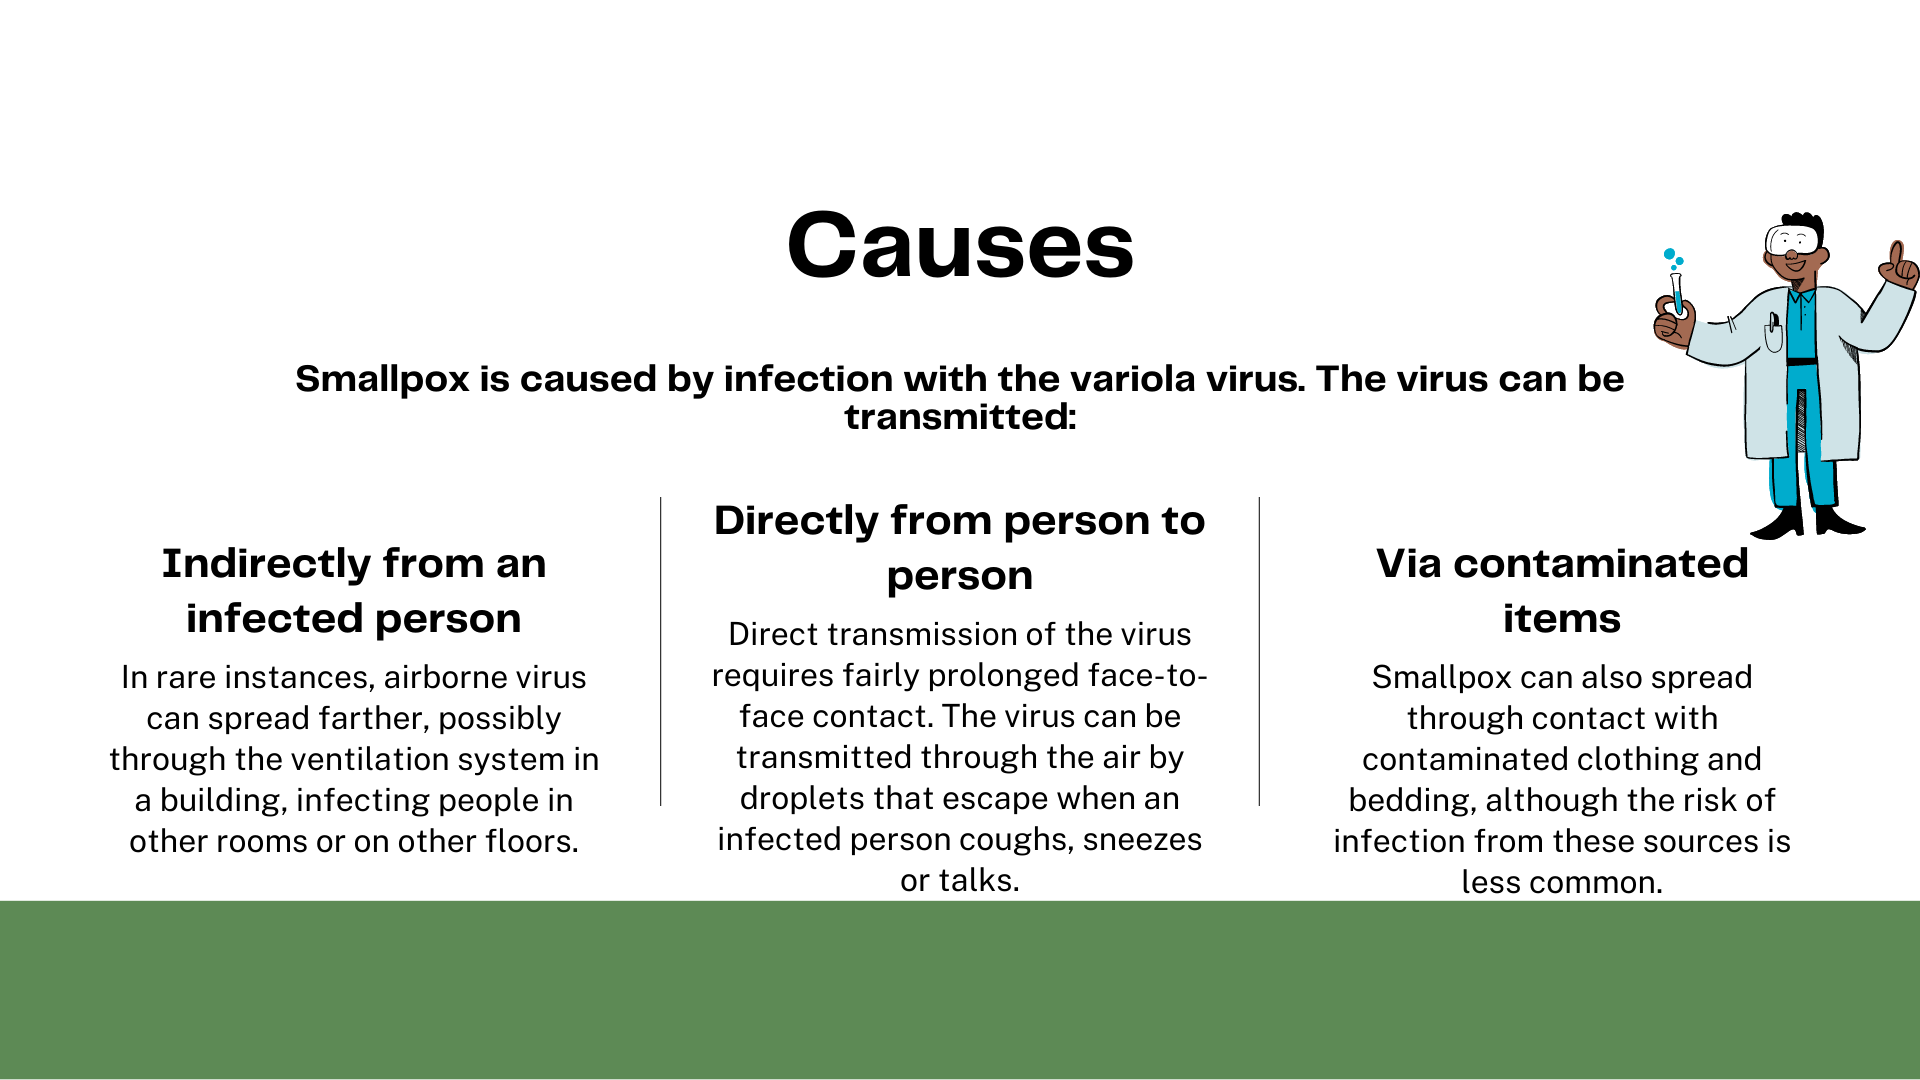 Causes
Smallpox is caused by infection with the variola virus. The virus can be
transmitted:
Indirectly from an
infected person
In rare instances, airborne virus
can spread farther, possibly
through the ventilation system in
a building, infecting people in
other rooms or on other floors.
Directly from person to
person
Direct transmission of the virus
requires fairly prolonged face-to-
face contact. The virus can be
transmitted through the air by
droplets that escape when an
infected person coughs, sneezes
or talks.
Via contaminated
items
Smallpox can also spread
through contact with
contaminated clothing and
bedding, although the risk of
infection from these sources is
less common.